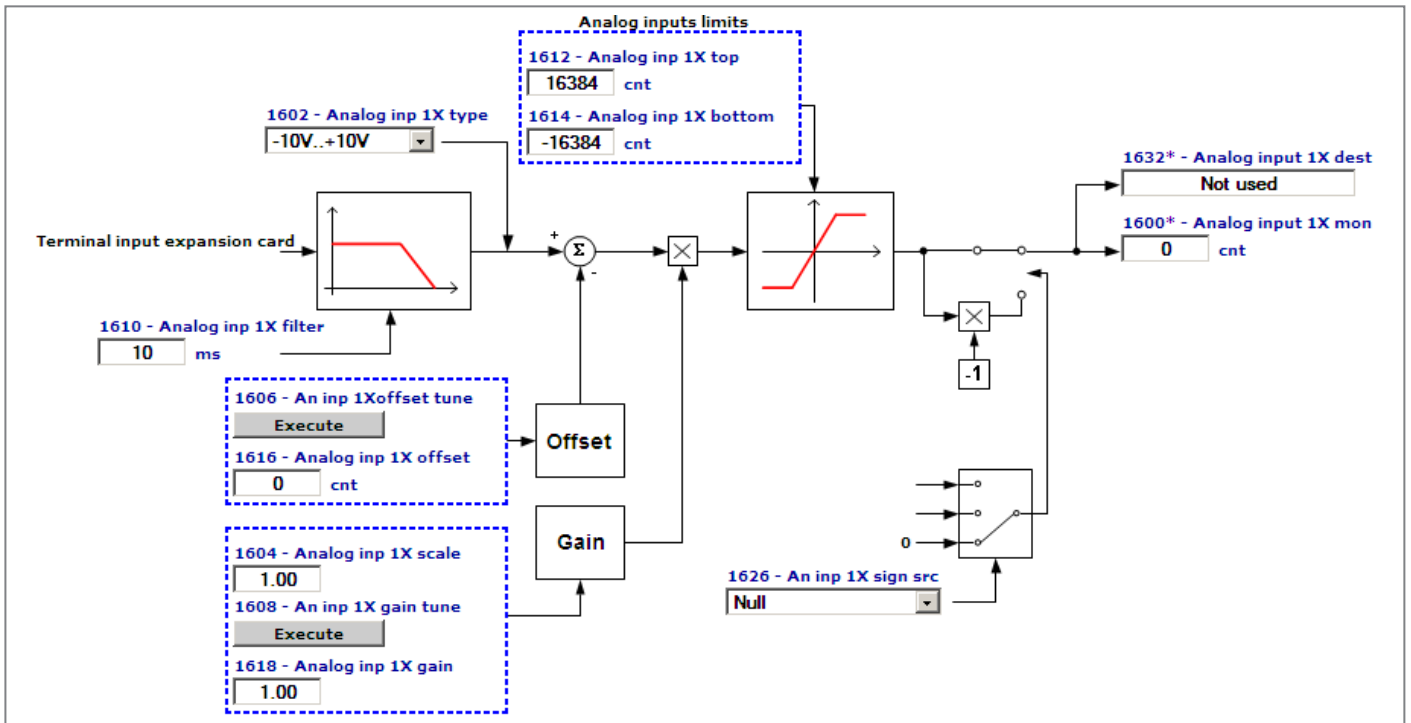 Analog inputs limits
1612 - Analog inp 1X top
16384 cnt
1602 - Analog inp 1X type
-10V..+10V
1614 - Analog inp 1X bottom
-16384 cnt
1632* - Analog input 1X dest
Not used
Terminal input expansion card
+
Σ
-
1600* - Analog input 1X mon
0 cnt
1610 - Analog inp 1X filter
10 ms
-1
1606 - An inp 1Xoffset tune
Execute
Offset
1616 - Analog inp 1X offset
0 cnt
1604 - Analog inp 1X scale
1.00
Gain
0
1608 - An inp 1X gain tune
Execute
1626 - An inp 1X sign src
Null
1618 - Analog inp 1X gain
1.00